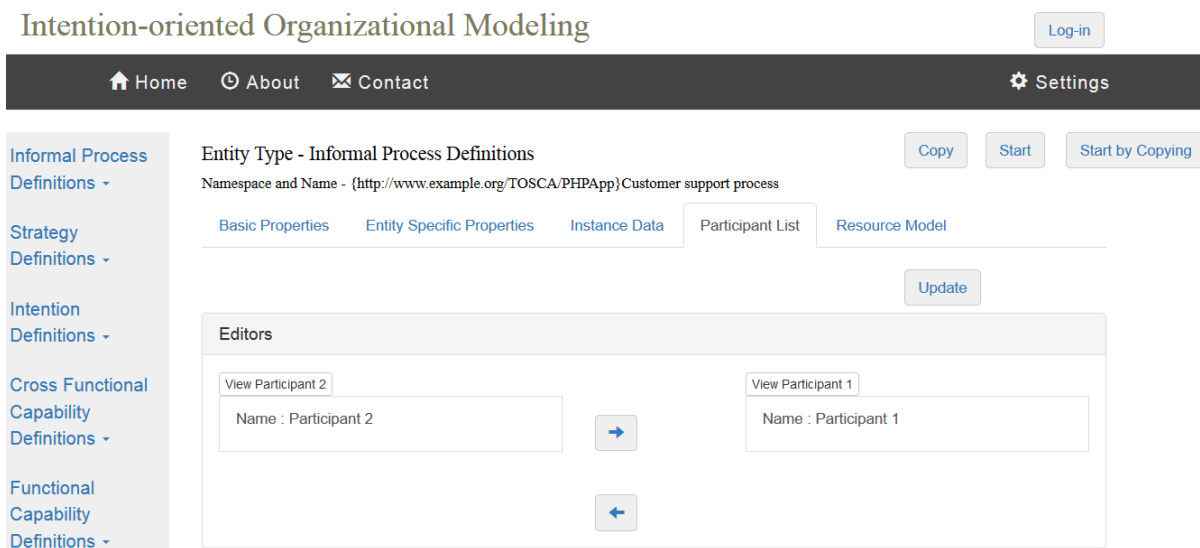 Intention-oriented Organizational Modeling
Log-in
Home About Contact Settings
Informal Process
Definitions
Strategy
Definitions
Intention
Definitions
Cross Functional
Capability
Definitions
Functional
Capability
Definitions
Entity Type - Informal Process Definitions
Copy Start Start by Copying
Namespace and Name - {http://www.example.org/TOSCA/PHPApp}Customer support process
Basic Properties Entity Specific Properties Instance Data Participant List Resource Model
Update
Editors
View Participant 2 View Participant 1
Name : Participant 2 Name : Participant 1